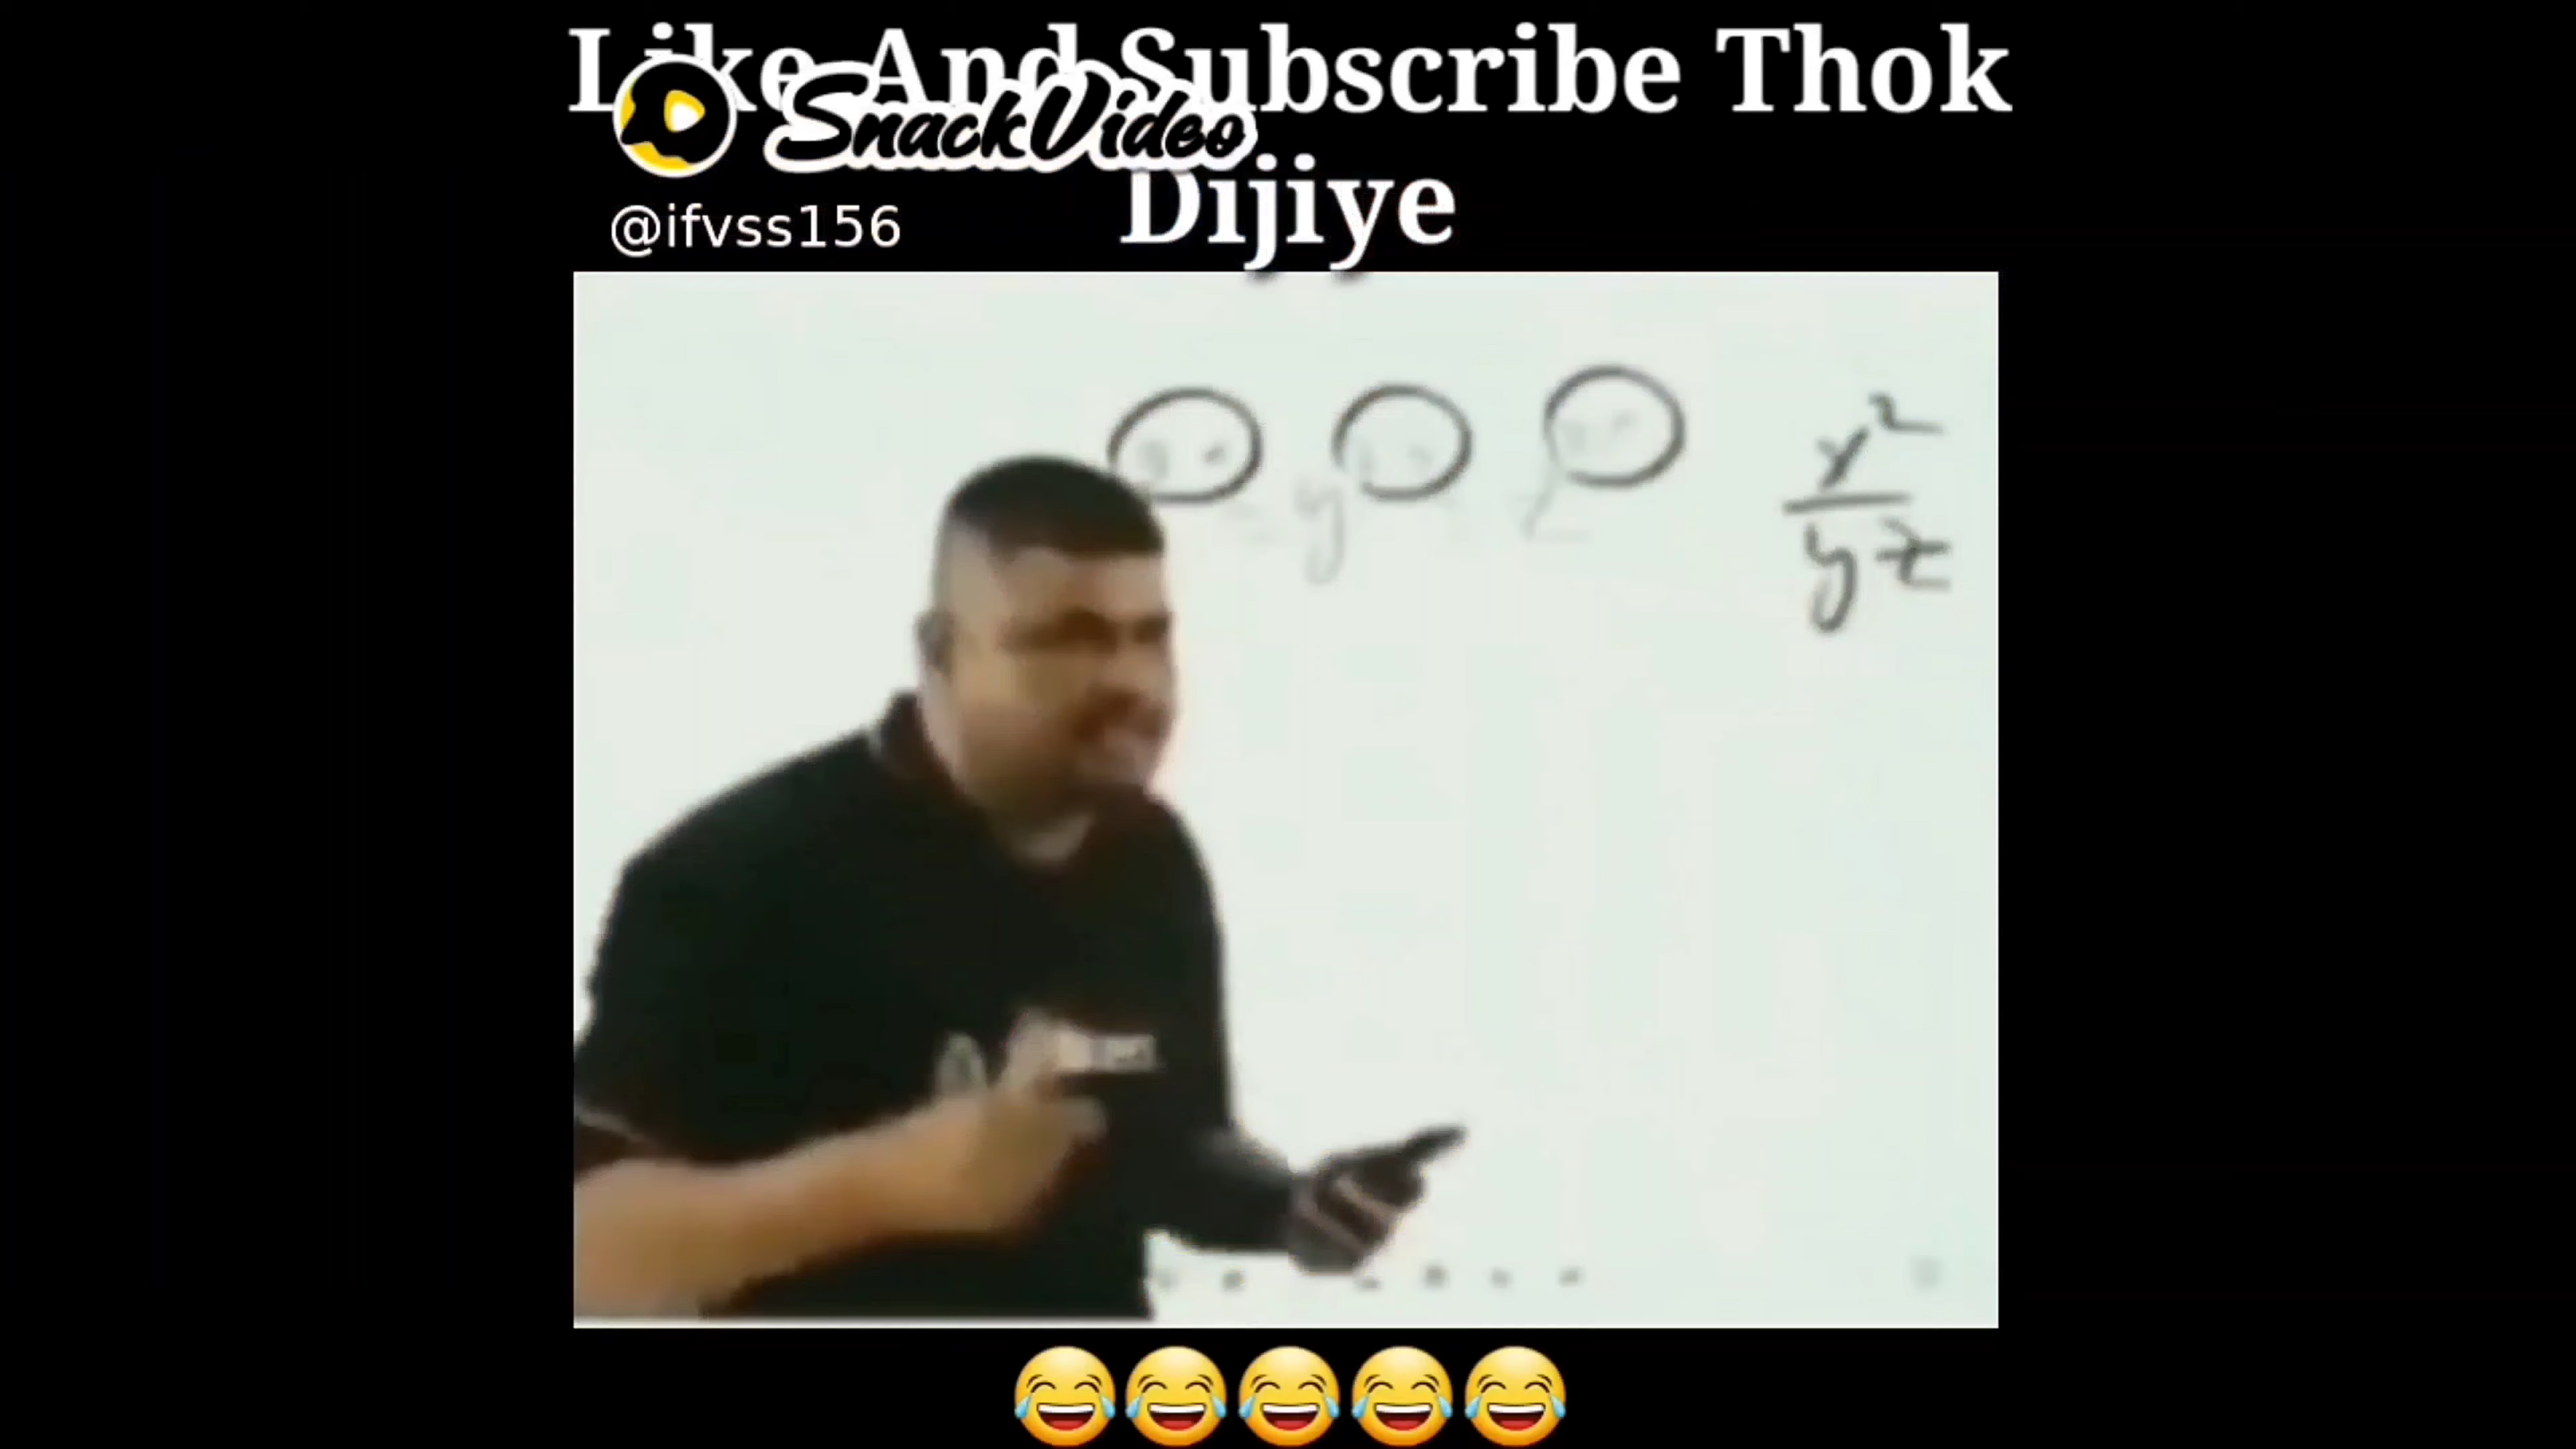 Like And Subscribe Thok
SnackVideo
Dijiye
@ifvss156
y z
x²
yz